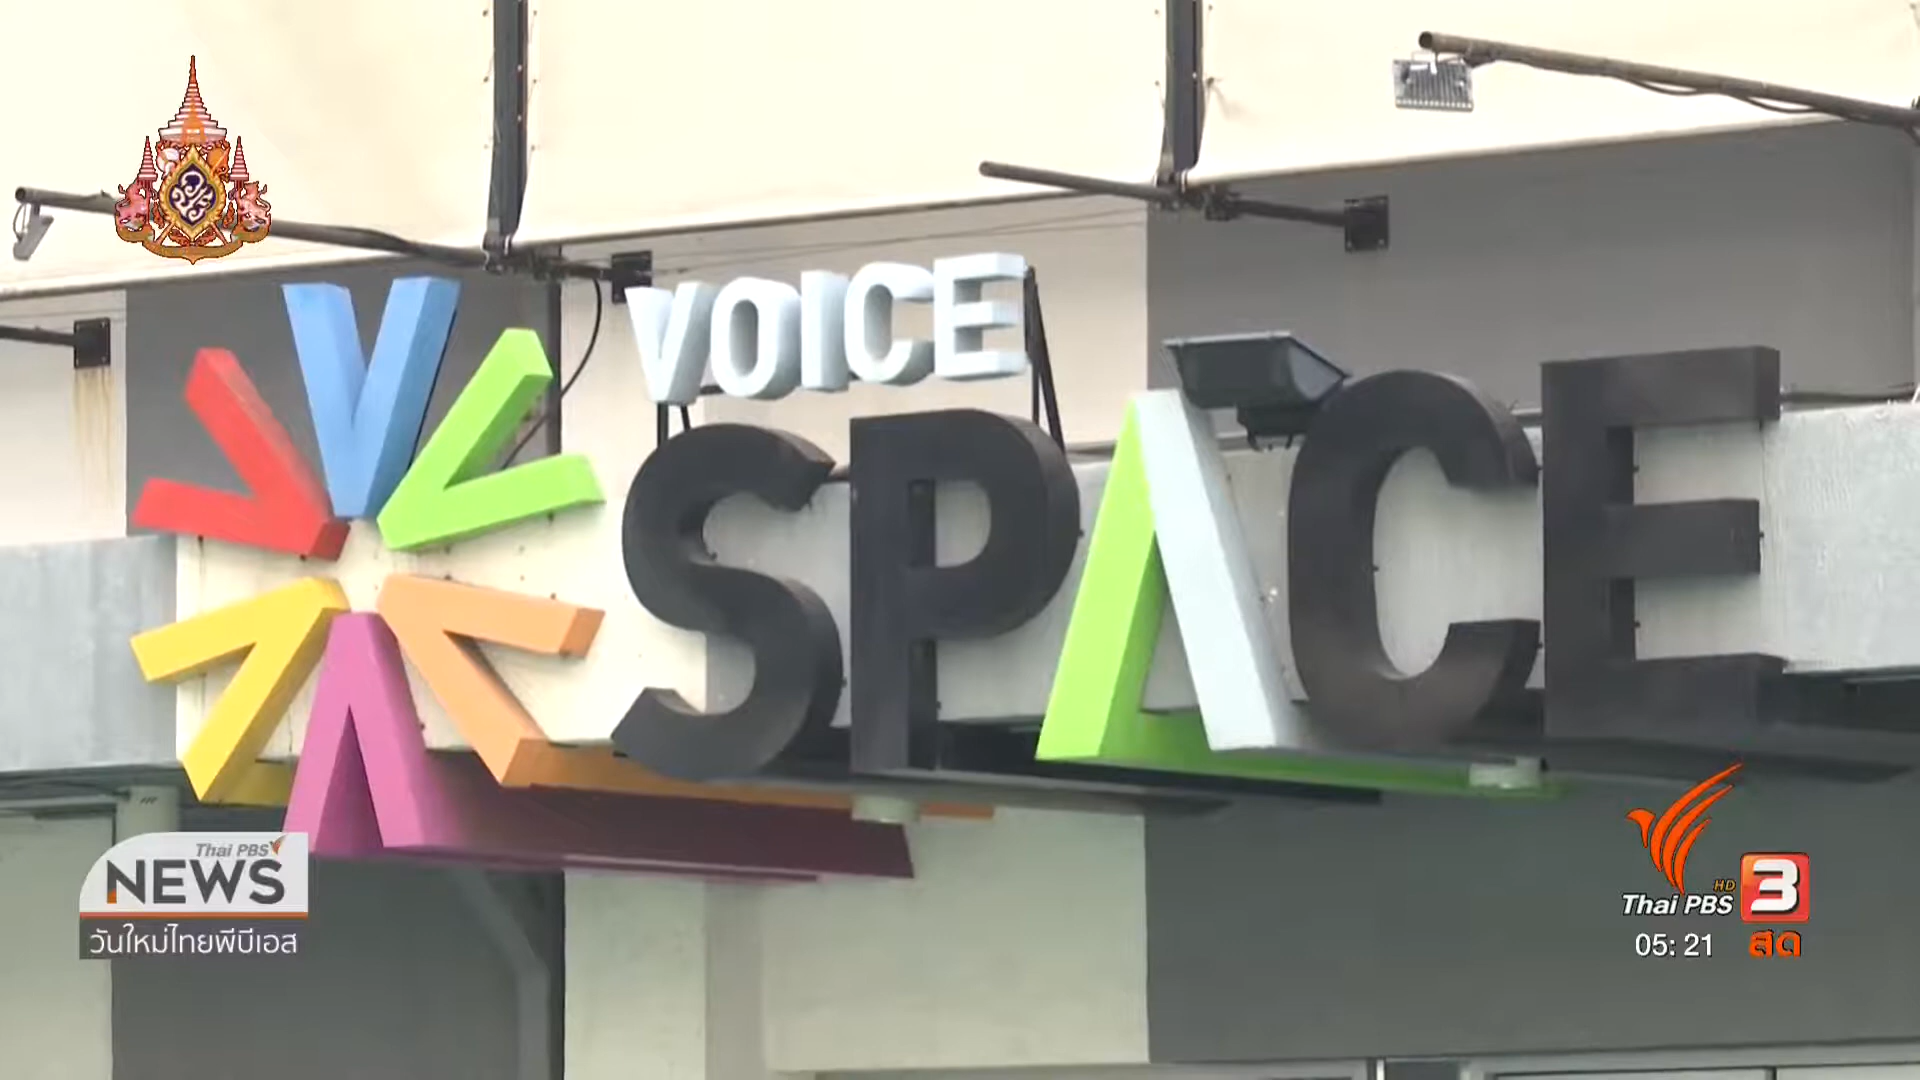 VOICE
SPACE
Thai PBS
NEWS
วันใหม่ไทยพีบีเอส
HD
Thai PBS 3
05: 21 สด